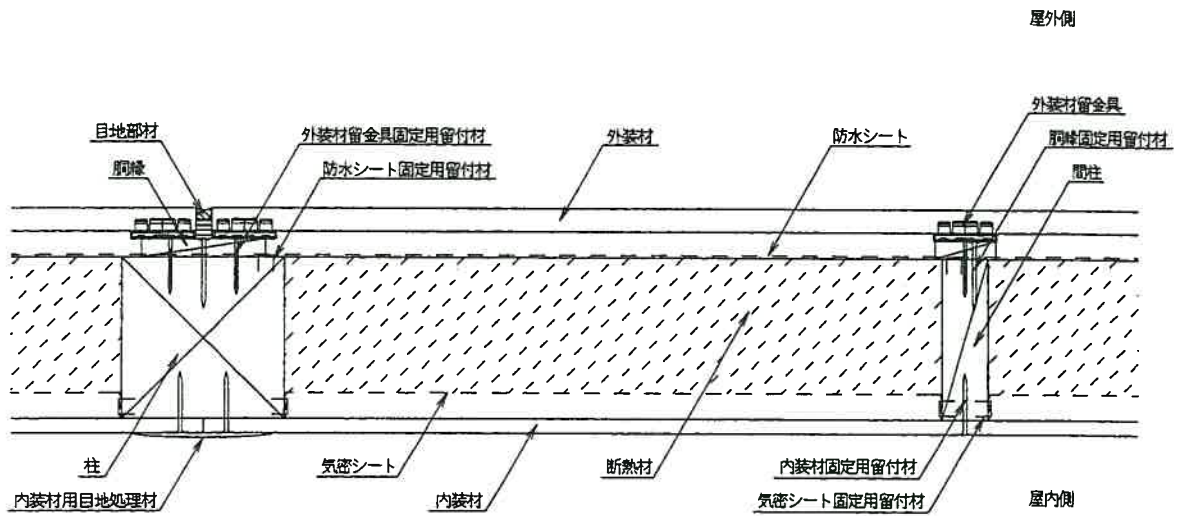 屋外側
目地部材
外装材留金具固定用留付材
外装材
防水シート
外装材留金具
胴縁
防水シート固定用留付材
胴縁固定用留付材
間柱
柱
気密シート
断熱材
内装材固定用留付材
内装材用目地処理材
内装材
気密シート固定用留付材
屋内側